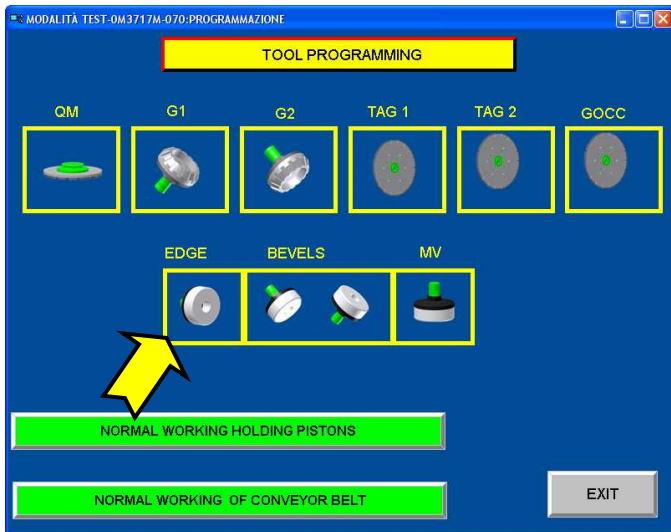 MODALITÀ TEST-0M3717M-070:PROGRAMMAZIONE
TOOL PROGRAMMING
QM G1 G2 TAG 1 TAG 2 GOCC
EDGE BEVELS MV
NORMAL WORKING HOLDING PISTONS
NORMAL WORKING OF CONVEYOR BELT
EXIT